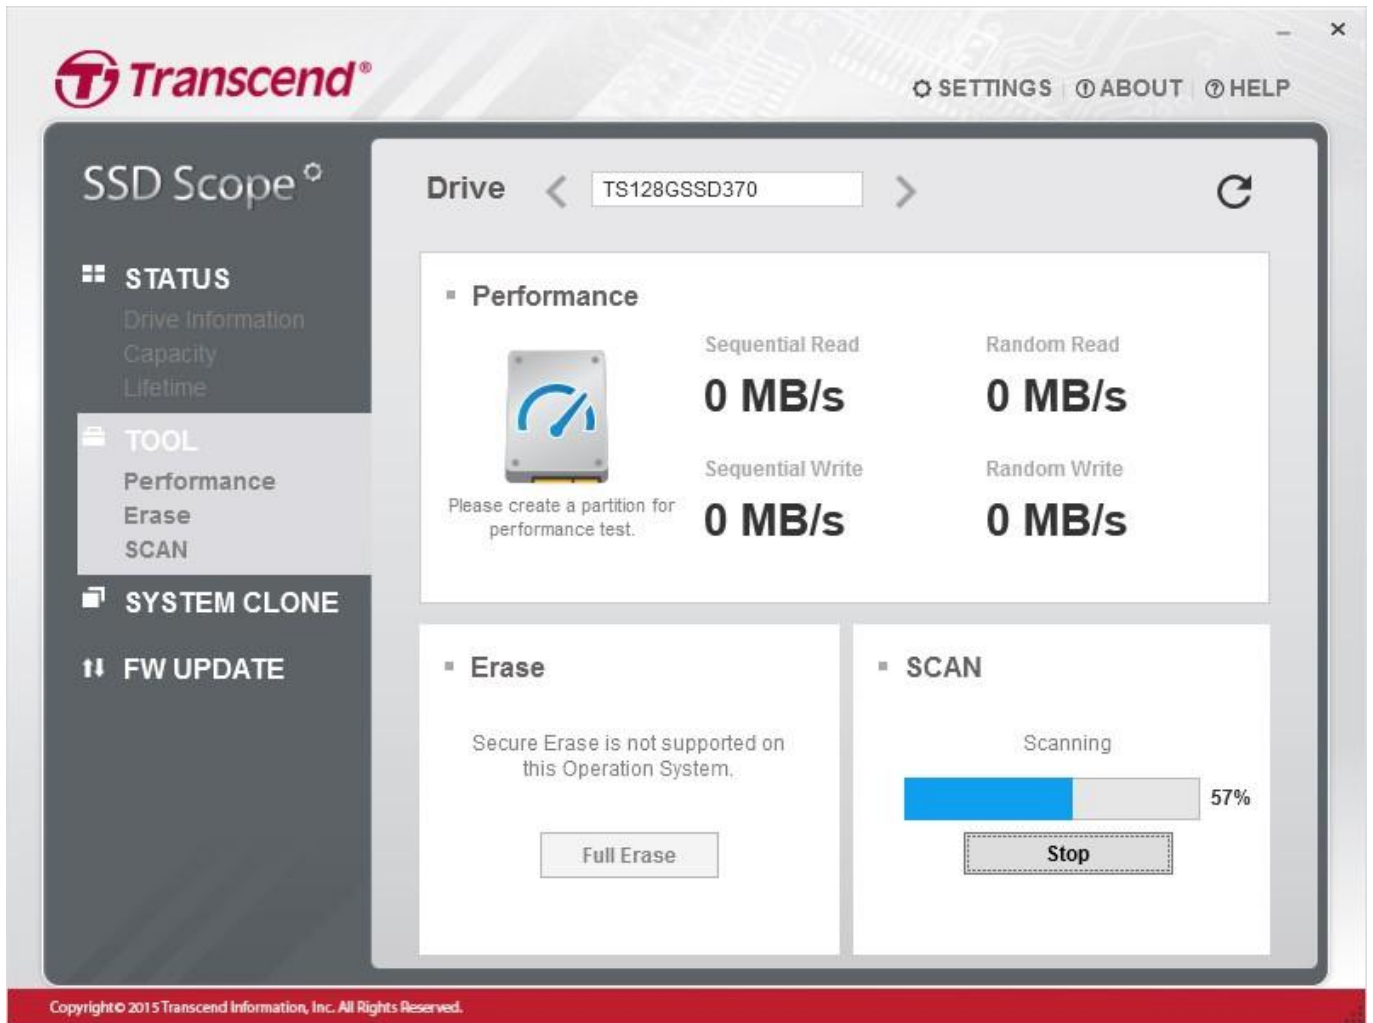 Transcend®
SETTINGS
ABOUT
HELP
SSD Scope
Drive
TS128GSSD370
STATUS
Drive Information
Capacity
Lifetime
TOOL
Performance
Erase
SCAN
SYSTEM CLONE
FW UPDATE
Performance
Please create a partition for
performance test.
Sequential Read
0 MB/s
Random Read
0 MB/s
Sequential Write
0 MB/s
Random Write
0 MB/s
Erase
Secure Erase is not supported on
this Operation System.
Full Erase
SCAN
Scanning
57%
Stop
Copyright© 2015 Transcend Information, Inc. All Rights Reserved.